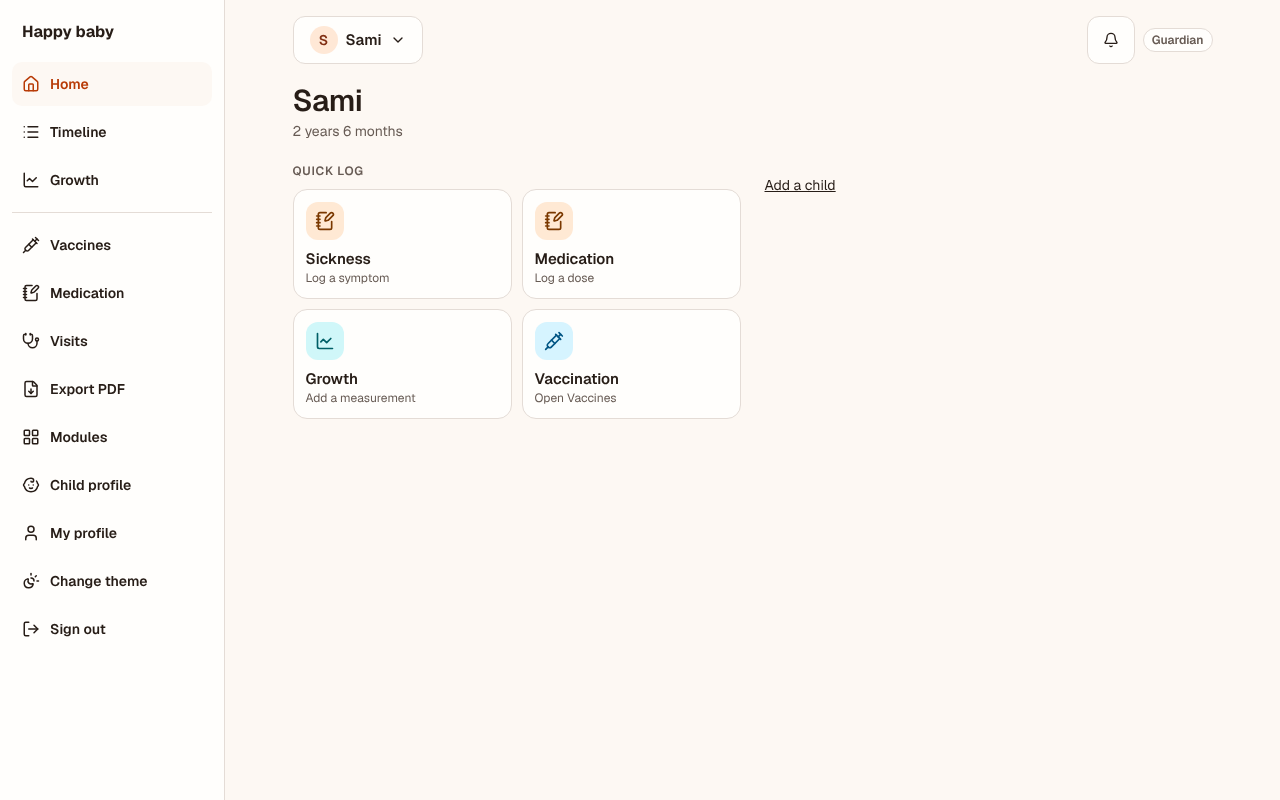 Happy baby
Home
Timeline
Growth
Vaccines
Medication
Visits
Export PDF
Modules
Child profile
My profile
Change theme
Sign out
S Sami
Guardian
Sami
2 years 6 months
QUICK LOG
Add a child
Sickness
Log a symptom
Medication
Log a dose
Growth
Add a measurement
Vaccination
Open Vaccines